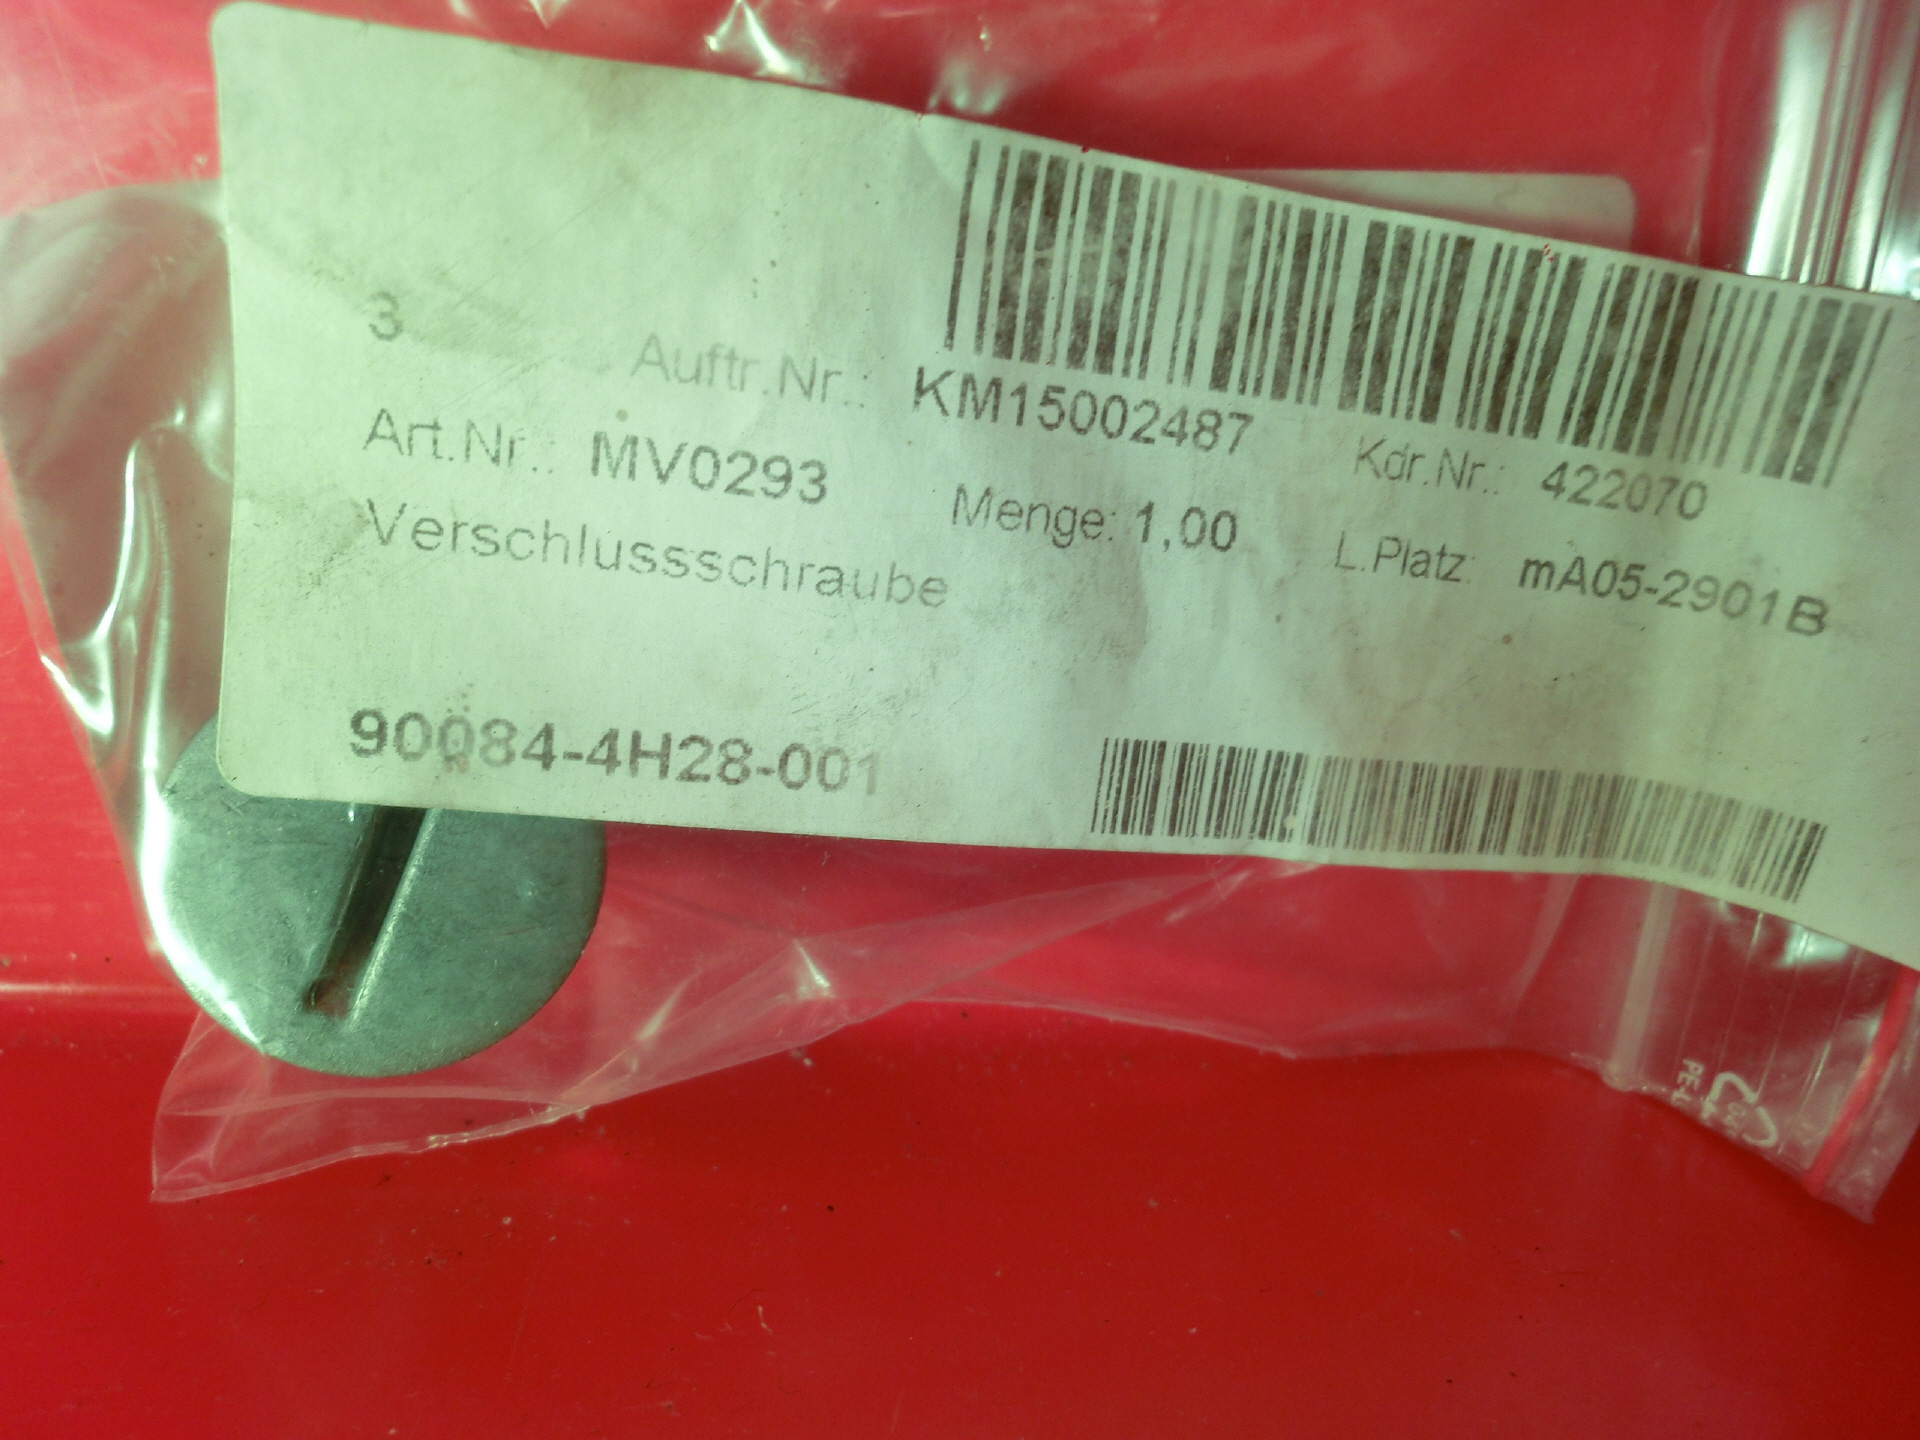 3 Auftr.Nr.: KM15002487 Kdr.Nr.: 422070
Art.Nr.: MV0293 Menge: 1,00 L.Platz: mA05-2901B
Verschlussschraube
90084-4H28-001